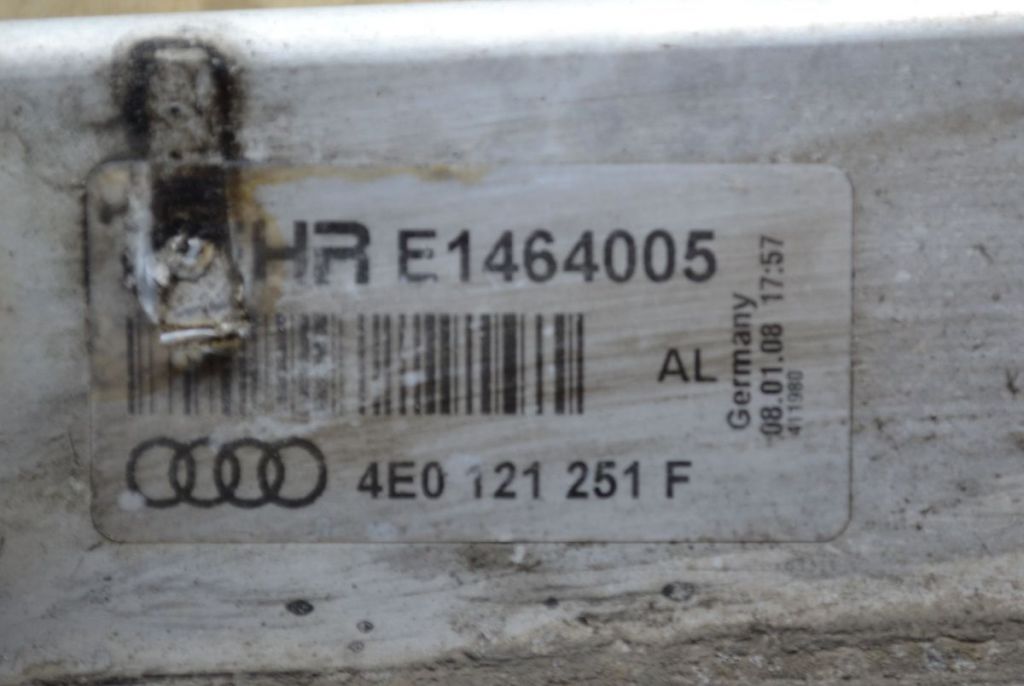 HR E1464005
AL
4E0 121 251 F
Germany
08.01.08 17:57
411980